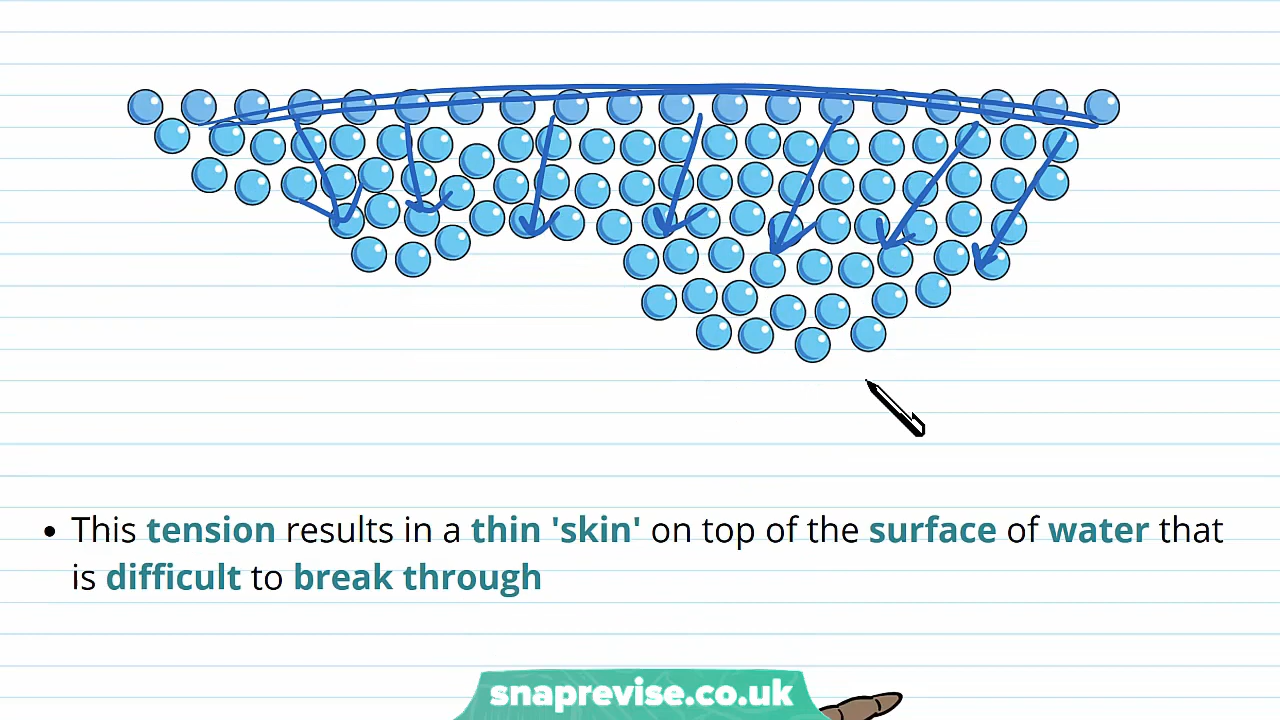 • This tension results in a thin 'skin' on top of the surface of water that
is difficult to break through
snaprevise.co.uk